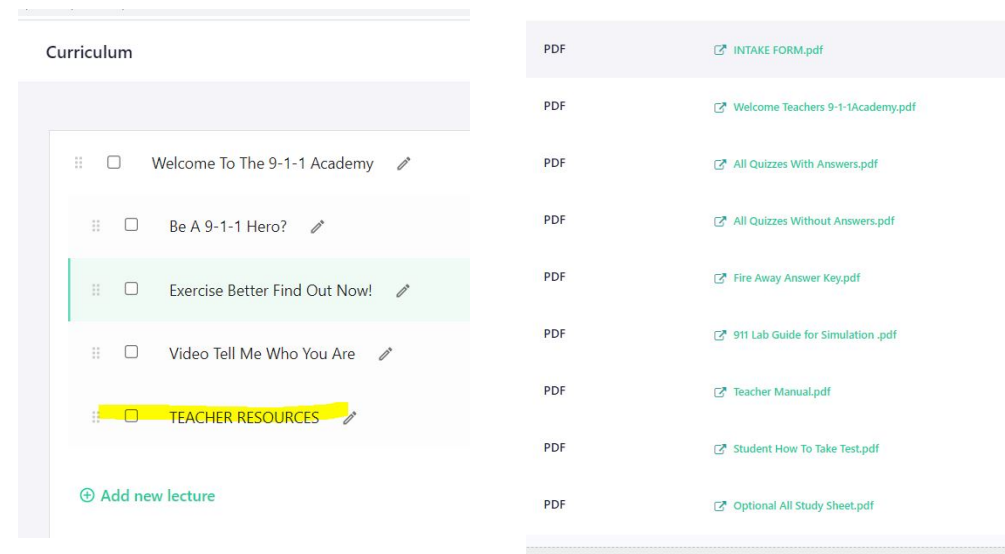 Curriculum
Welcome To The 9-1-1 Academy
Be A 9-1-1 Hero?
Exercise Better Find Out Now!
Video Tell Me Who You Are
TEACHER RESOURCES
Add new lecture
PDF INTAKE FORM.pdf
PDF Welcome Teachers 9-1-1Academy.pdf
PDF All Quizzes With Answers.pdf
PDF All Quizzes Without Answers.pdf
PDF Fire Away Answer Key.pdf
PDF 911 Lab Guide for Simulation .pdf
PDF Teacher Manual.pdf
PDF Student How To Take Test.pdf
PDF Optional All Study Sheet.pdf